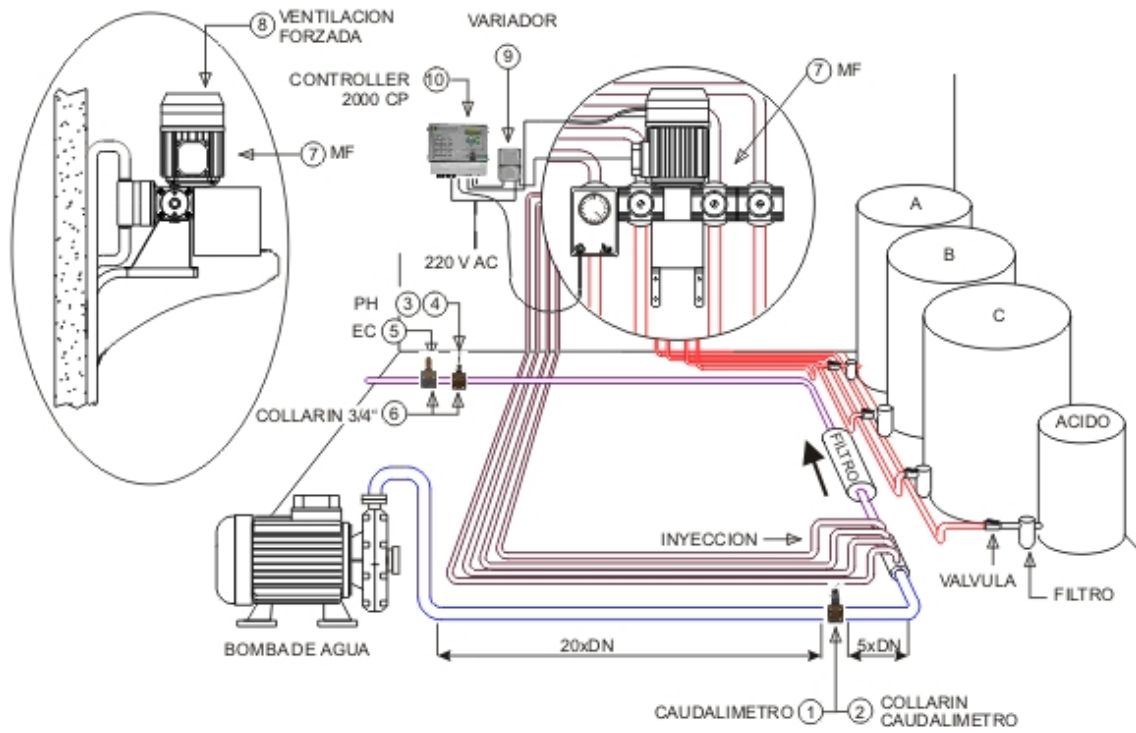 8 VENTILACION
FORZADA
VARIADOR
9
CONTROLLER 10
2000 CP
7 MF
7 MF
220 V AC
A
B
C
ACIDO
PH 3 4
EC 5
COLLARIN 3/4" 6
FILTRO
INYECCION
VALVULA
FILTRO
BOMBA DE AGUA
20xDN
5xDN
CAUDALIMETRO 1 2 COLLARIN
CAUDALIMETRO